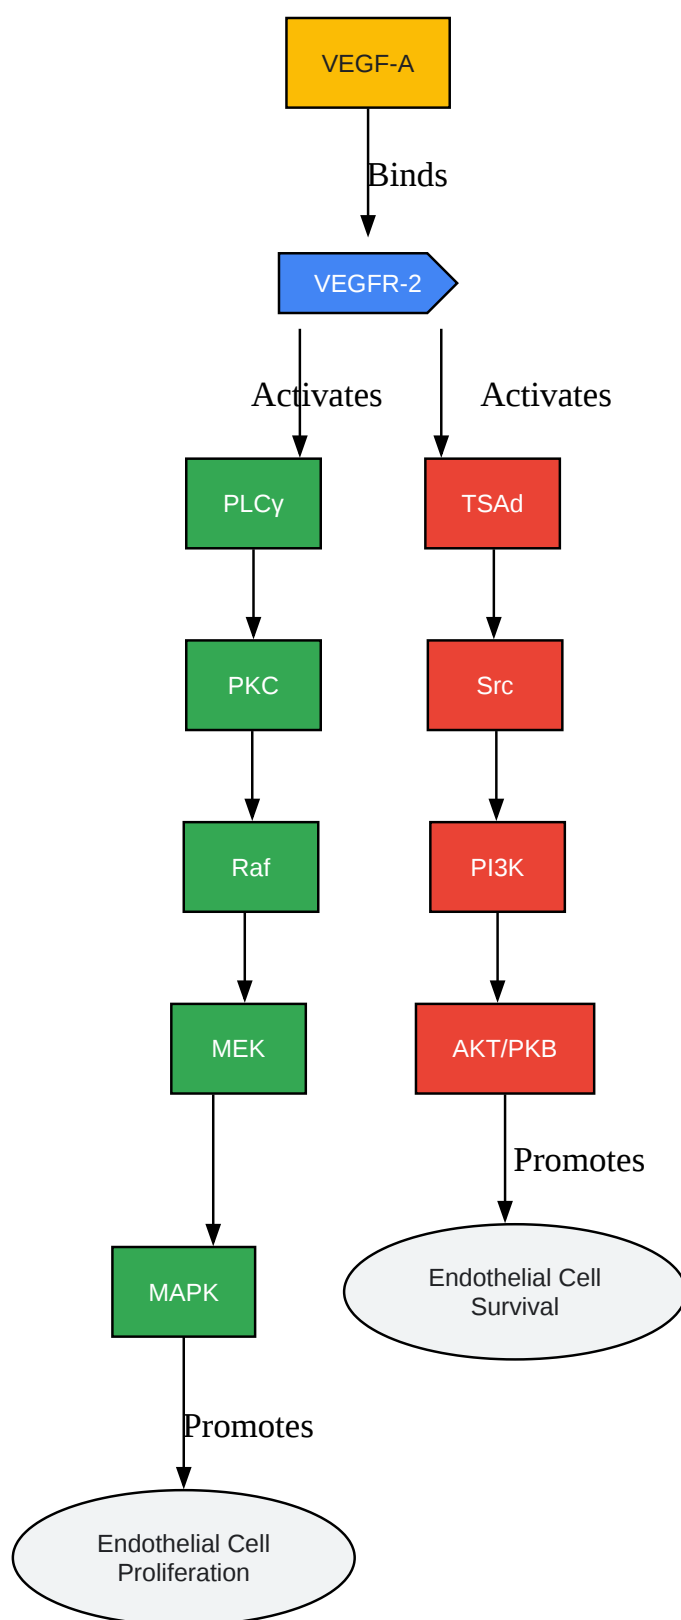 VEGF-A
Binds
VEGFR-2
Activates
Activates
PLCγ
TSAd
PKC
Src
Raf
PI3K
MEK
AKT/PKB
Promotes
Endothelial Cell
Survival
MAPK
Promotes
Endothelial Cell
Proliferation